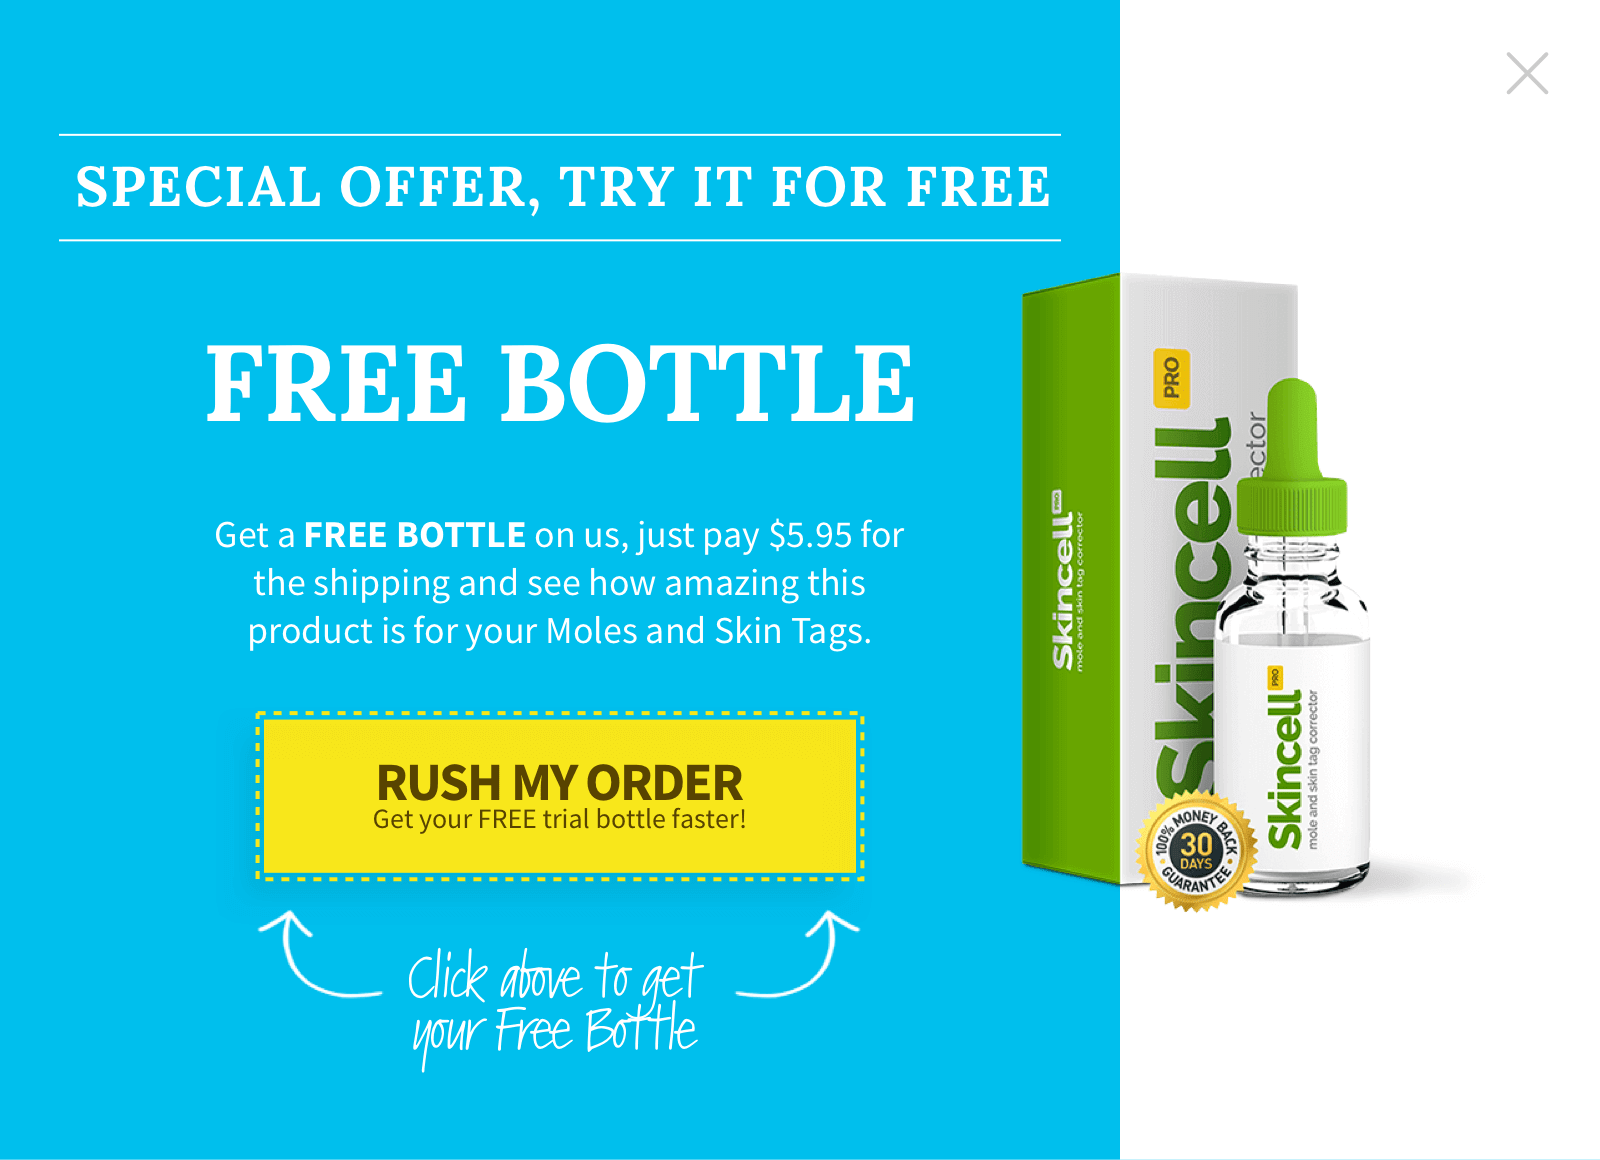 SPECIAL OFFER, TRY IT FOR FREE
FREE BOTTLE
Get a FREE BOTTLE on us, just pay $5.95 for
the shipping and see how amazing this
product is for your Moles and Skin Tags.
RUSH MY ORDER
Get your FREE trial bottle faster!
Click above to get
your Free Bottle
Skincell PRO
mole and skin tag corrector
Skincell PRO
ector
Skincell PRO
mole and skin tag corrector
100% MONEY BACK
30
DAYS
GUARANTEE